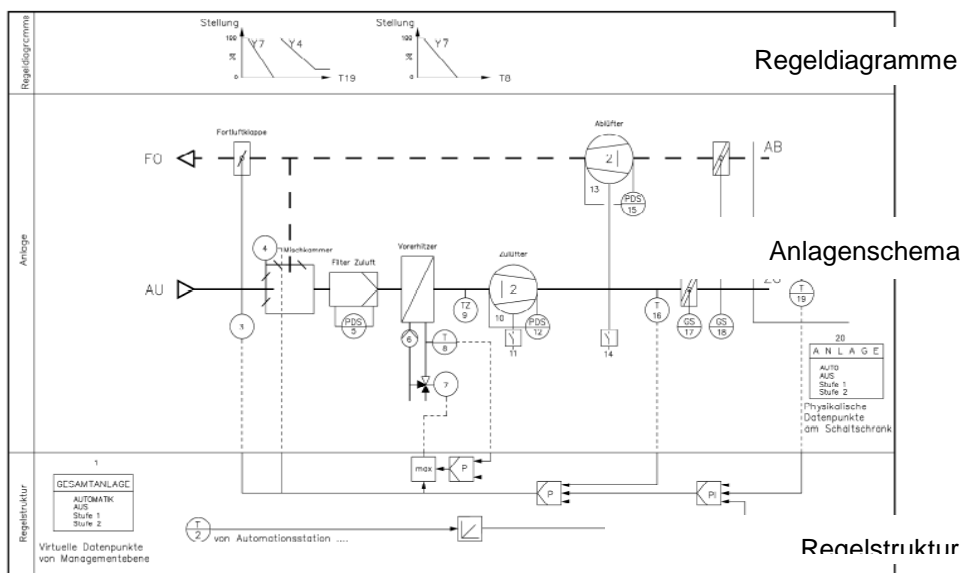 Regeldiagramme
Stellung
100
%
0
Y7
Y4
T19
Stellung
100
%
0
Y7
T8
Regeldiagramme
Anlage
Fortluftklappe
Ablüfter
FO
2
AB
13
PDS
15
4
Mischkammer
Filter Zuluft
Vorerhitzer
Zulüfter
Anlagenschema
AU
2
ZU
3
PDS
5
6
T
8
7
TZ
9
10
PDS
12
11
14
T
16
GS
17
GS
18
T
19
20
ANLAGE
AUTO
AUS
Stufe 1
Stufe 2
Physikalische
Datenpunkte
am Schaltschrank
Regelstruktur
1
GESAMTANLAGE
AUTOMATIK
AUS
Stufe 1
Stufe 2
Virtuelle Datenpunkte
von Managementebene
max
P
P
PI
T
2
von Automationsstation ....
Regelstruktur